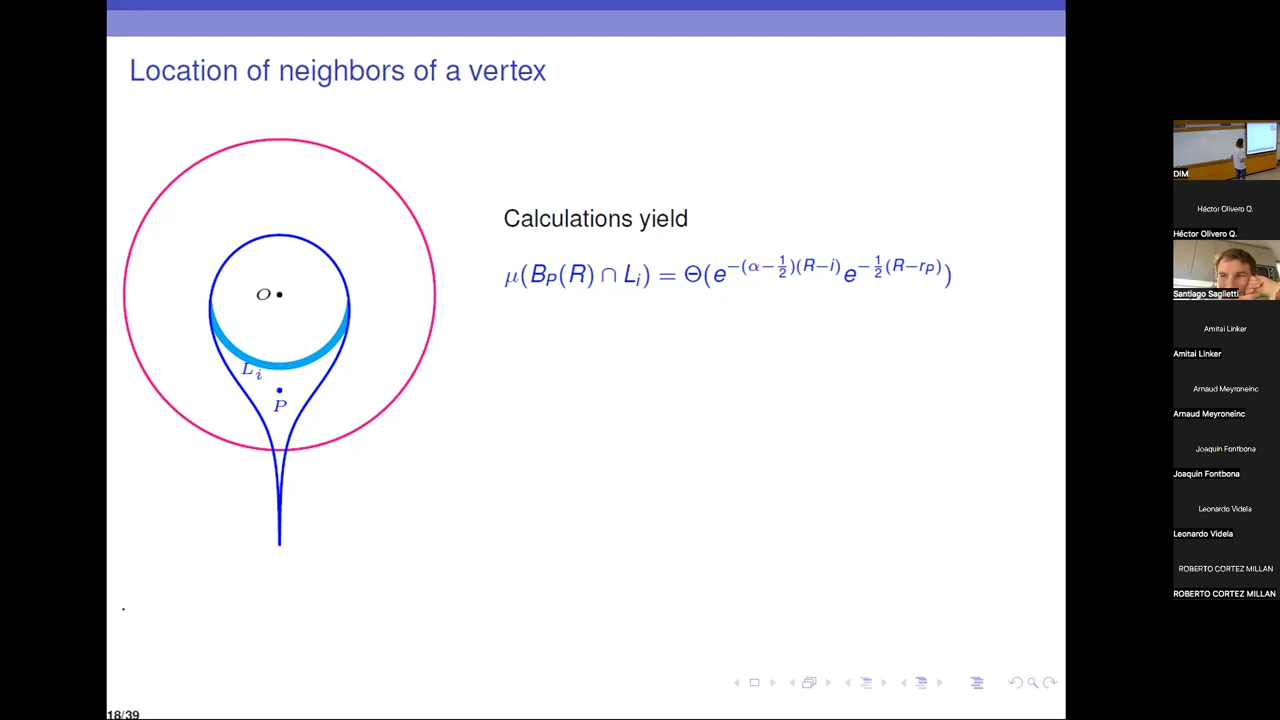 Location of neighbors of a vertex
Calculations yield
μ(B_P(R) ∩ L_i) = Θ(e^{−(α−1/2)(R−i)} e^{−1/2(R−r_P)})
O
L_i
P
18/39
DIM
Héctor Olivero Q.
Héctor Olivero Q.
Santiago Saglietti
Amitai Linker
Amitai Linker
Arnaud Meyroneinc
Arnaud Meyroneinc
Joaquin Fontbona
Joaquin Fontbona
Leonardo Videla
Leonardo Videla
ROBERTO CORTEZ MILLAN
ROBERTO CORTEZ MILLAN